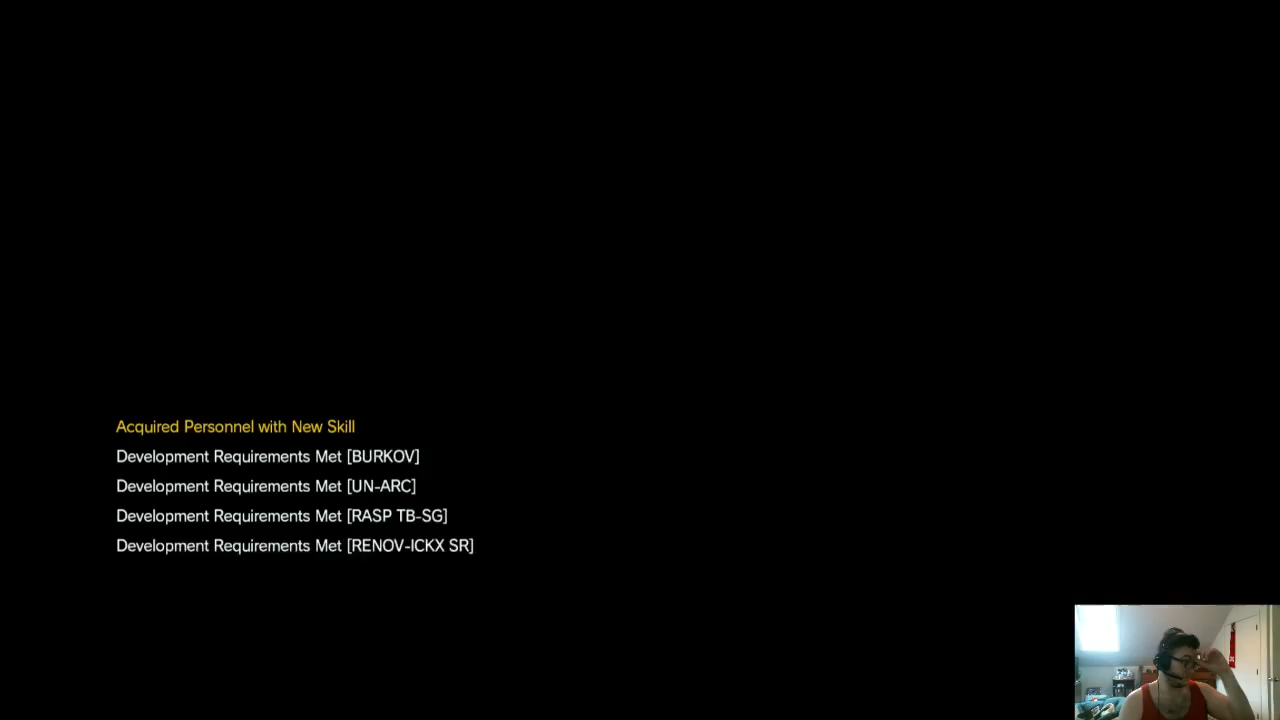 Acquired Personnel with New Skill
Development Requirements Met [BURKOV]
Development Requirements Met [UN-ARC]
Development Requirements Met [RASP TB-SG]
Development Requirements Met [RENOV-ICKX SR]